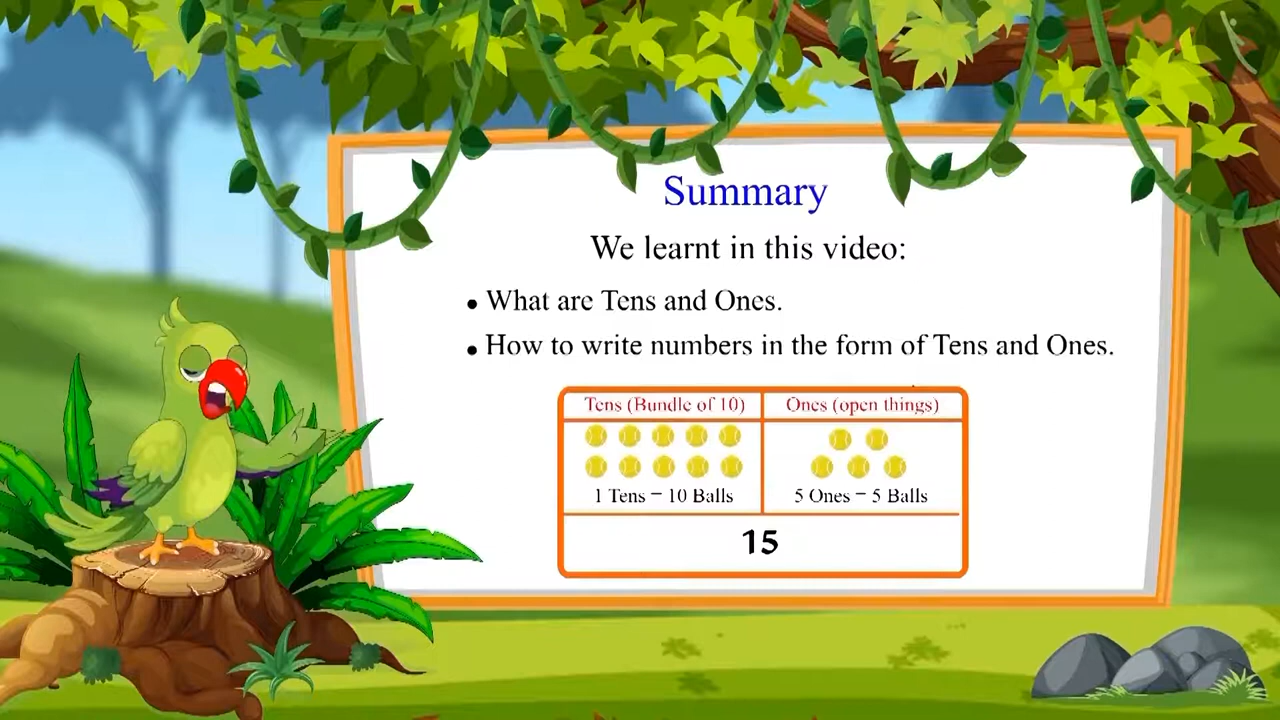 Summary
We learnt in this video:
• What are Tens and Ones.
• How to write numbers in the form of Tens and Ones.
Tens (Bundle of 10) Ones (open things)
1 Tens = 10 Balls 5 Ones = 5 Balls
15